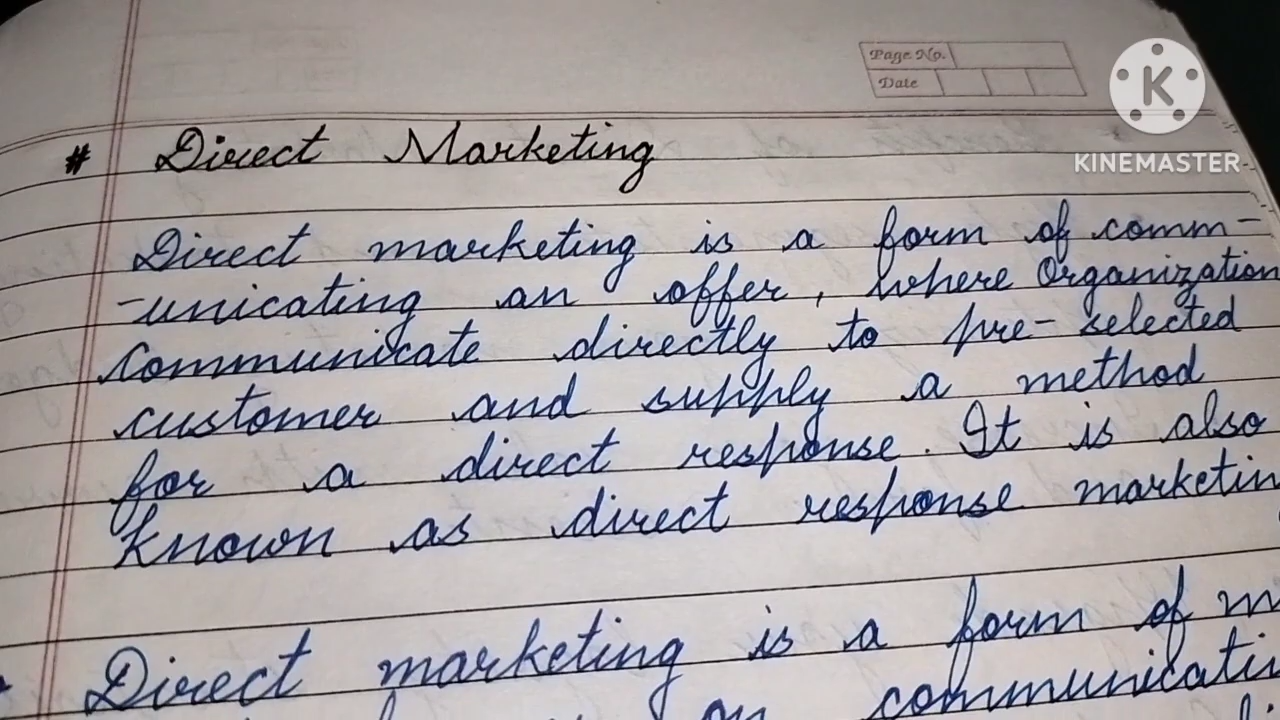 Page No.
Date
K
KINEMASTER
# Direct Marketing
Direct marketing is a form of comm-
-unicating an offer, where Organization
communicate directly to pre-selected
customer and supply a method
for a direct response. It is also
known as direct response marketin
Direct marketing is a form of m
on communicatin